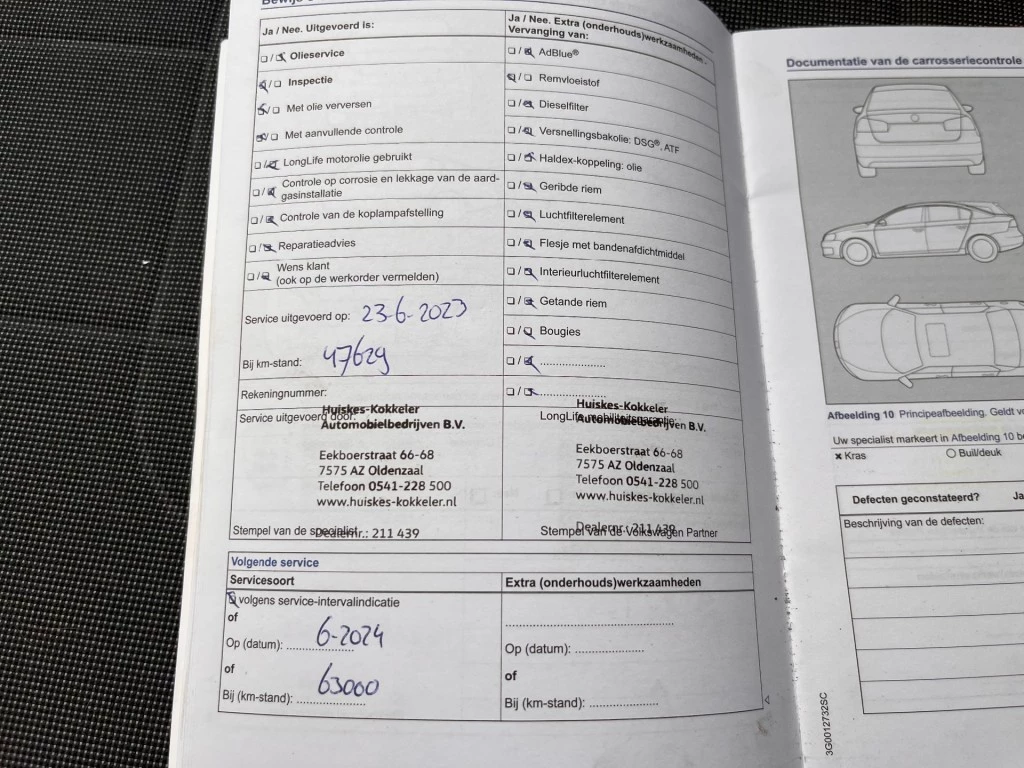 Ja / Nee. Uitgevoerd is:
☐ / ☒ Olieservice
☒ / ☐ Inspectie
☒ / ☐ Met olie verversen
☒ / ☐ Met aanvullende controle
☐ / ☒ LongLife motorolie gebruikt
☐ / ☒ Controle op corrosie en lekkage van de aard-
gasinstallatie
☐ / ☒ Controle van de koplampafstelling
☐ / ☒ Reparatieadvies
☐ / ☒ Wens klant
(ook op de werkorder vermelden)
Service uitgevoerd op: 23-6-2023
Bij km-stand: 47629
Rekeningnummer:
Service uitgevoerd door:
Huiskes-Kokkeler
Automobielbedrijven B.V.
Eekboerstraat 66-68
7575 AZ Oldenzaal
Telefoon 0541-228 500
www.huiskes-kokkeler.nl
Dealernr.: 211 439
Stempel van de specialist
Ja / Nee. Extra (onderhouds)werkzaamheden -
Vervanging van:
☐ / ☒ AdBlue®
☒ / ☐ Remvloeistof
☐ / ☒ Dieselfilter
☐ / ☒ Versnellingsbakolie: DSG®, ATF
☐ / ☒ Haldex-koppeling: olie
☐ / ☒ Geribde riem
☐ / ☒ Luchtfilterelement
☐ / ☒ Flesje met bandenafdichtmiddel
☐ / ☒ Interieurluchtfilterelement
☐ / ☒ Getande riem
☐ / ☒ Bougies
☐ / ☒ ......................
☐ / ☒ ......................
LongLife mobiliteitsgarantie:
Huiskes-Kokkeler
Automobielbedrijven B.V.
Eekboerstraat 66-68
7575 AZ Oldenzaal
Telefoon 0541-228 500
www.huiskes-kokkeler.nl
Dealernr.: 211 439
Stempel van de Volkswagen Partner
Volgende service
Servicesoort
☒ volgens service-intervalindicatie
of
Op (datum): 6-2024
of
Bij (km-stand): 63000
Extra (onderhouds)werkzaamheden
Op (datum): ....................
of
Bij (km-stand): ....................
Documentatie van de carrosseriecontrole
Afbeelding 10 Principeafbeelding. Geldt
Uw specialist markeert in Afbeelding 10
× Kras ○ Buil/deuk
Defecten geconstateerd? Ja
Beschrijving van de defecten:
3G0012732SC